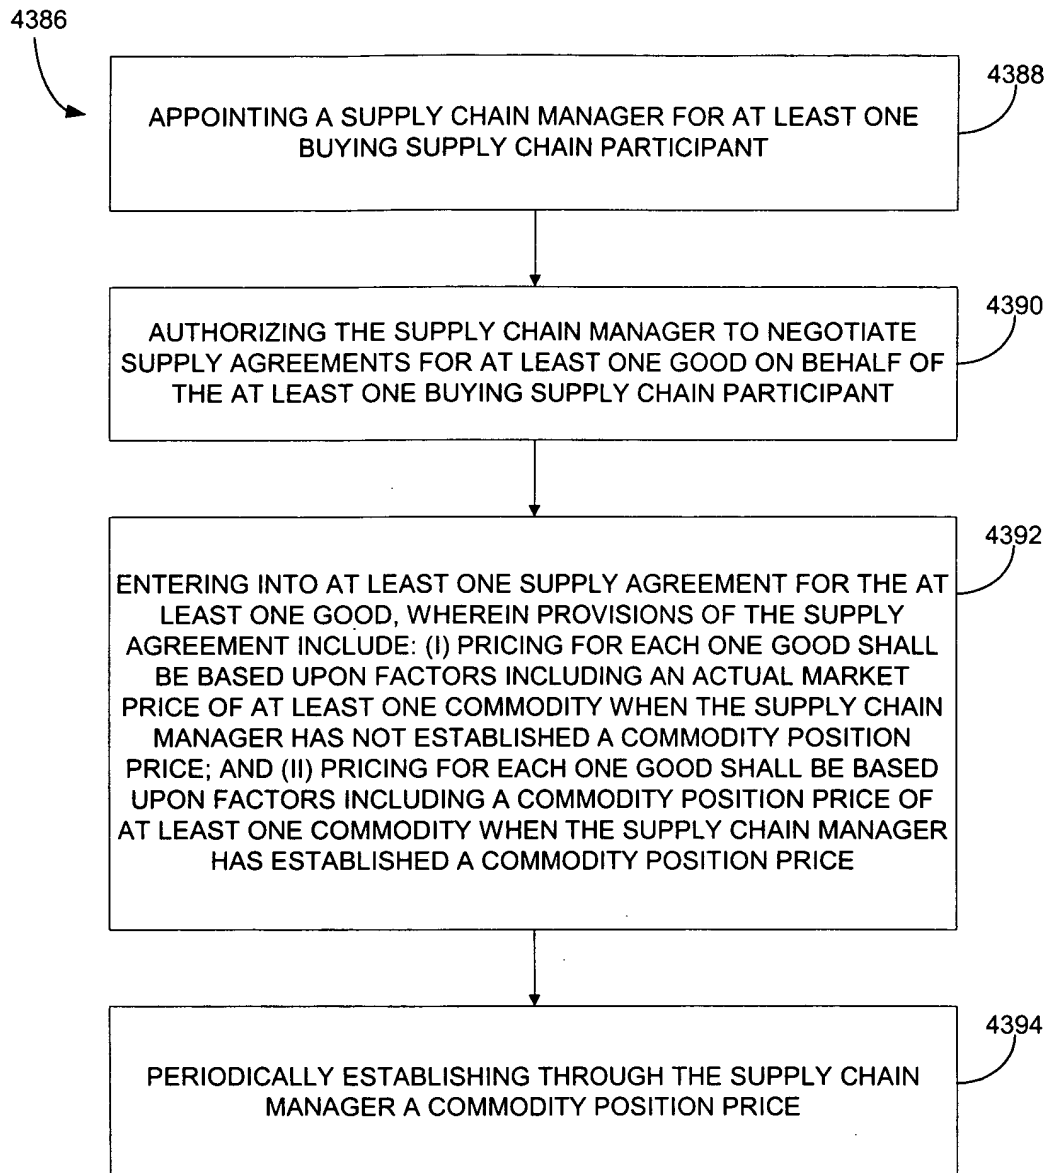 4386
4388
APPOINTING A SUPPLY CHAIN MANAGER FOR AT LEAST ONE
BUYING SUPPLY CHAIN PARTICIPANT
4390
AUTHORIZING THE SUPPLY CHAIN MANAGER TO NEGOTIATE
SUPPLY AGREEMENTS FOR AT LEAST ONE GOOD ON BEHALF OF
THE AT LEAST ONE BUYING SUPPLY CHAIN PARTICIPANT
4392
ENTERING INTO AT LEAST ONE SUPPLY AGREEMENT FOR THE AT
LEAST ONE GOOD, WHEREIN PROVISIONS OF THE SUPPLY
AGREEMENT INCLUDE: (I) PRICING FOR EACH ONE GOOD SHALL
BE BASED UPON FACTORS INCLUDING AN ACTUAL MARKET
PRICE OF AT LEAST ONE COMMODITY WHEN THE SUPPLY CHAIN
MANAGER HAS NOT ESTABLISHED A COMMODITY POSITION
PRICE; AND (II) PRICING FOR EACH ONE GOOD SHALL BE BASED
UPON FACTORS INCLUDING A COMMODITY POSITION PRICE OF
AT LEAST ONE COMMODITY WHEN THE SUPPLY CHAIN MANAGER
HAS ESTABLISHED A COMMODITY POSITION PRICE
4394
PERIODICALLY ESTABLISHING THROUGH THE SUPPLY CHAIN
MANAGER A COMMODITY POSITION PRICE